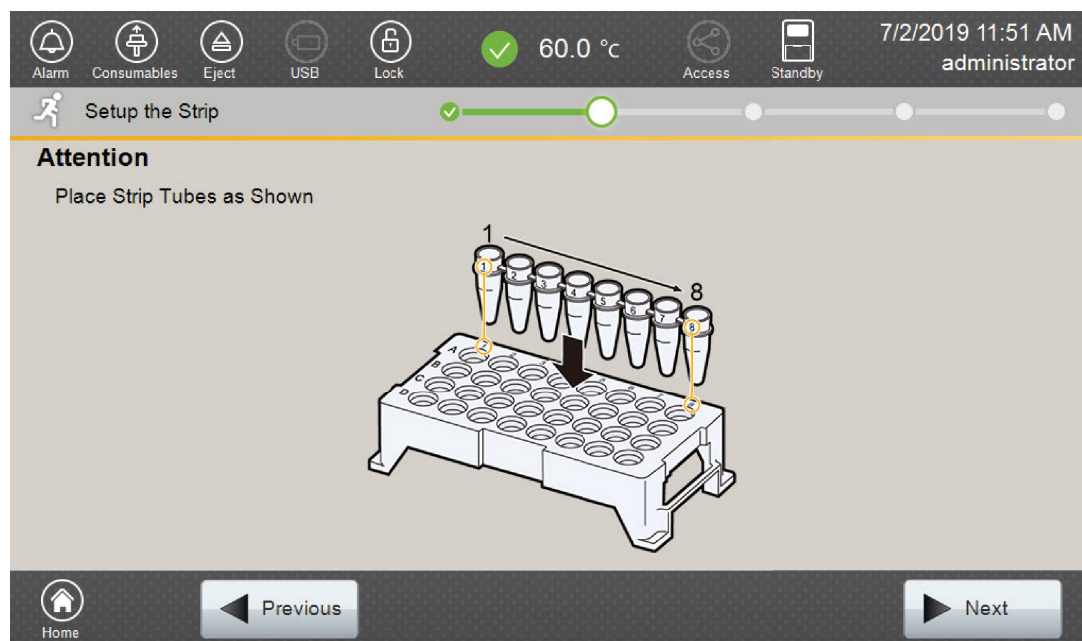 7/2/2019 11:51 AM
60.0 °c
administrator
Alarm
Consumables
Eject
USB
Lock
Access
Standby
Setup the Strip
Attention
Place Strip Tubes as Shown
1
1 2 3 4 5 6 7 8
8
A
B
C
D
Previous
Next
Home